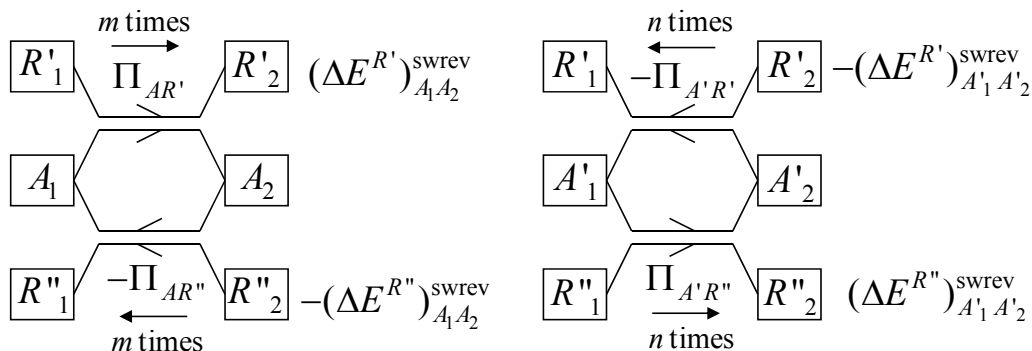 m times n times
R'₁ R'₂ (ΔE^{R'})^{swrev}_{A₁A₂} R'₁ R'₂ −(ΔE^{R'})^{swrev}_{A'₁A'₂}
Π_{AR'} −Π_{A'R'}
A₁ A₂ A'₁ A'₂
R''₁ −Π_{AR''} R''₂ −(ΔE^{R''})^{swrev}_{A₁A₂} R''₁ Π_{A'R''} R''₂ (ΔE^{R''})^{swrev}_{A'₁A'₂}
m times n times